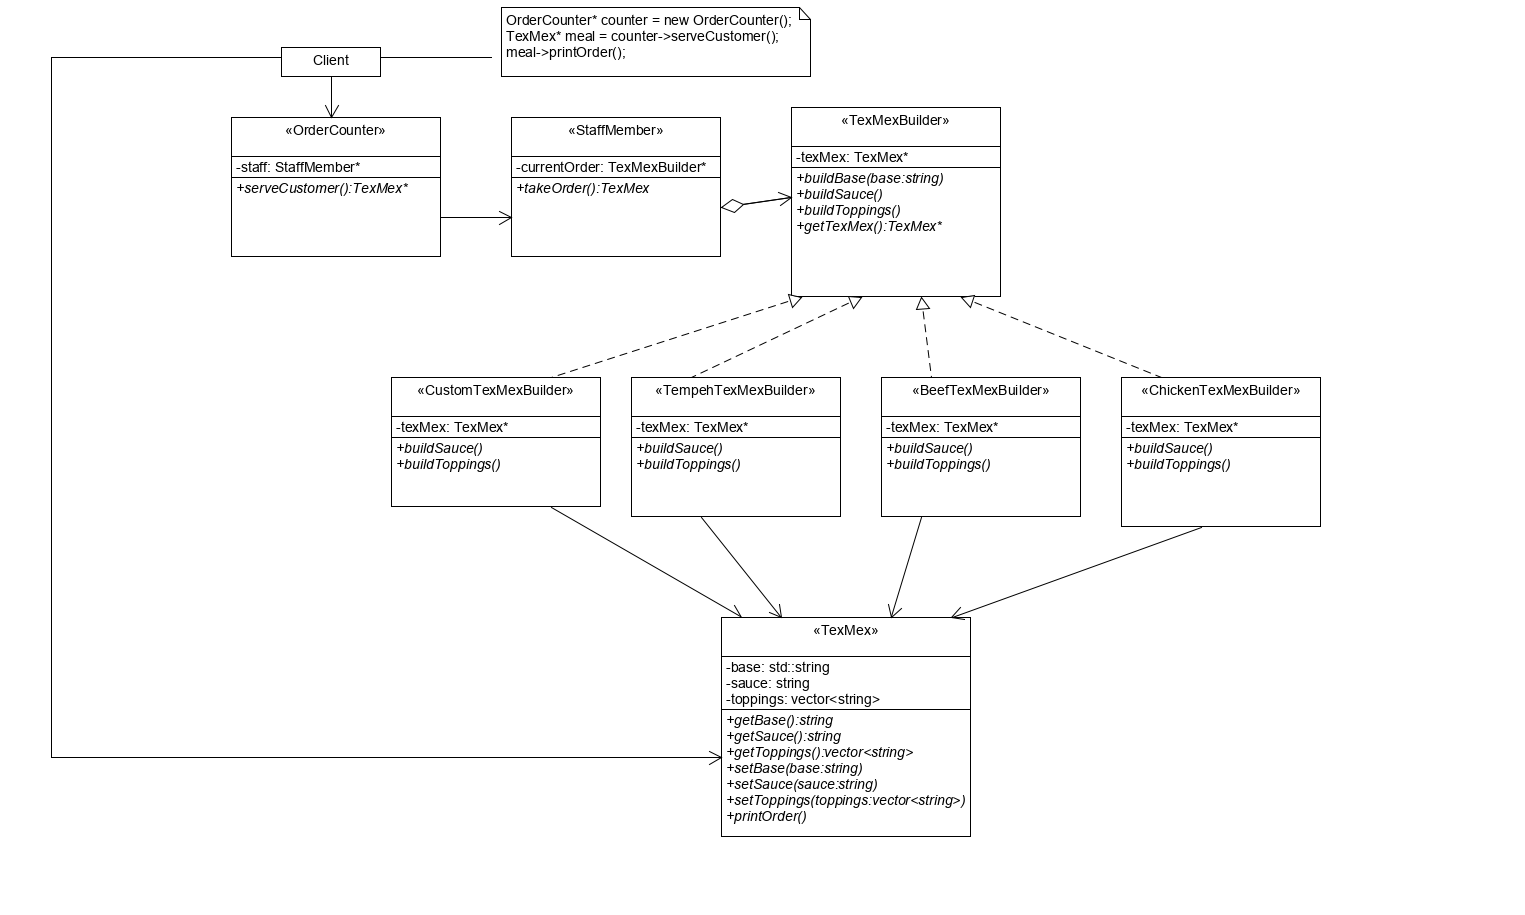 OrderCounter* counter = new OrderCounter();
TexMex* meal = counter->serveCustomer();
meal->printOrder();
Client
«OrderCounter»
-staff: StaffMember*
+serveCustomer():TexMex*
«StaffMember»
-currentOrder: TexMexBuilder*
+takeOrder():TexMex
«TexMexBuilder»
-texMex: TexMex*
+buildBase(base:string)
+buildSauce()
+buildToppings()
+getTexMex():TexMex*
«CustomTexMexBuilder»
-texMex: TexMex*
+buildSauce()
+buildToppings()
«TempehTexMexBuilder»
-texMex: TexMex*
+buildSauce()
+buildToppings()
«BeefTexMexBuilder»
-texMex: TexMex*
+buildSauce()
+buildToppings()
«ChickenTexMexBuilder»
-texMex: TexMex*
+buildSauce()
+buildToppings()
«TexMex»
-base: std::string
-sauce: string
-toppings: vector<string>
+getBase():string
+getSauce():string
+getToppings():vector<string>
+setBase(base:string)
+setSauce(sauce:string)
+setToppings(toppings:vector<string>)
+printOrder()